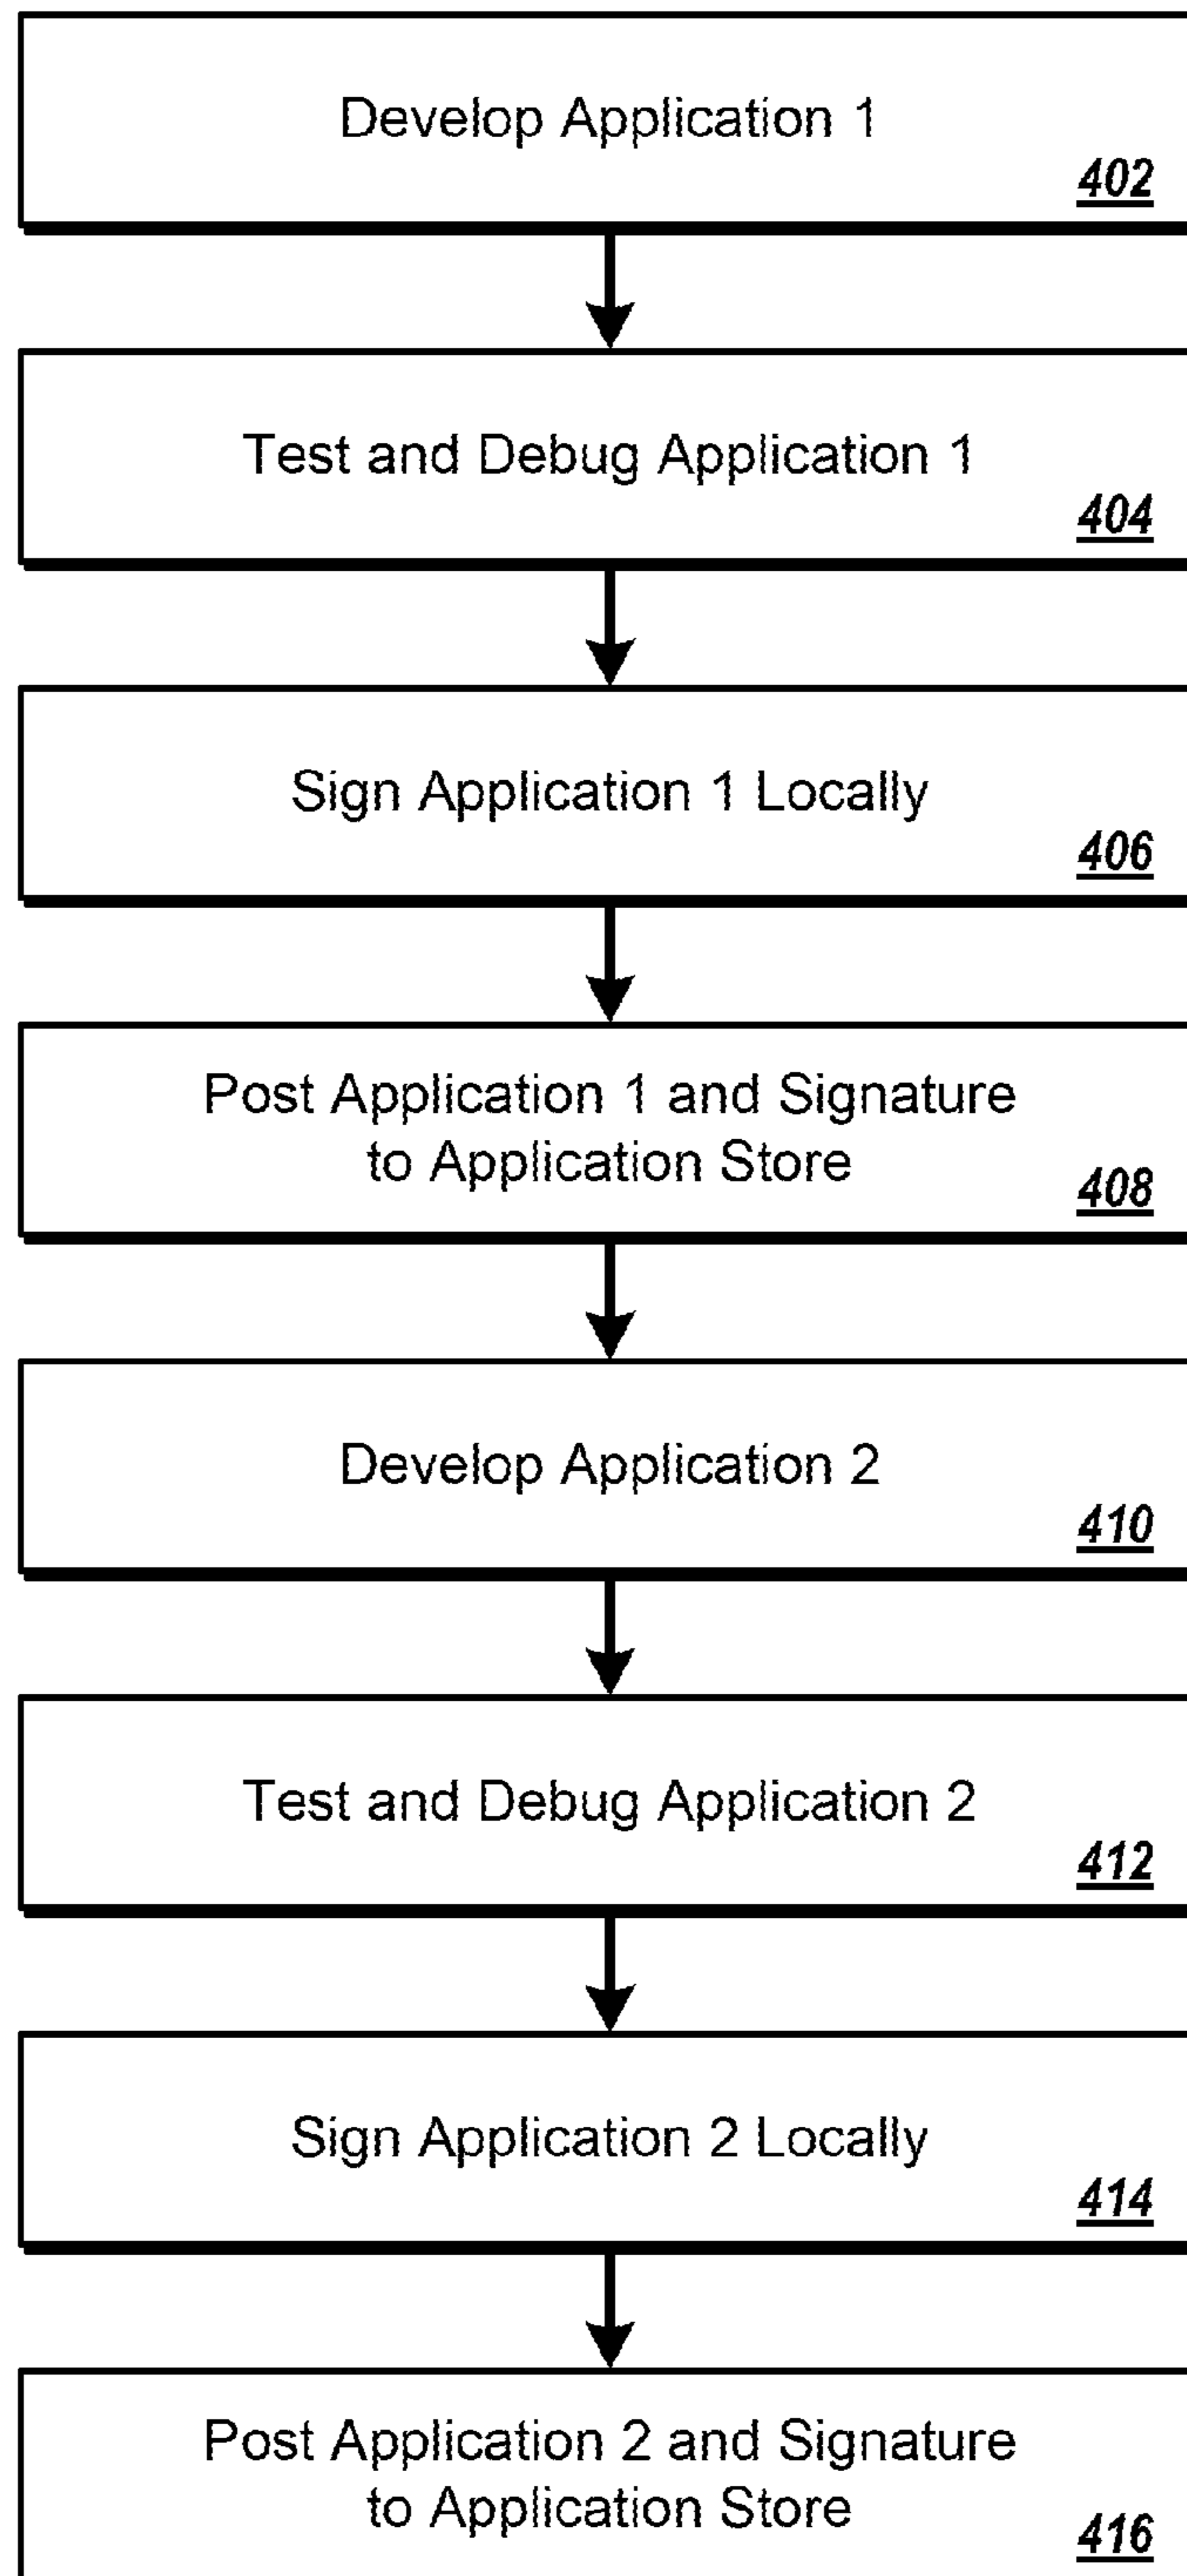 Develop Application 1
402
Test and Debug Application 1
404
Sign Application 1 Locally
406
Post Application 1 and Signature
to Application Store
408
Develop Application 2
410
Test and Debug Application 2
412
Sign Application 2 Locally
414
Post Application 2 and Signature
to Application Store
416